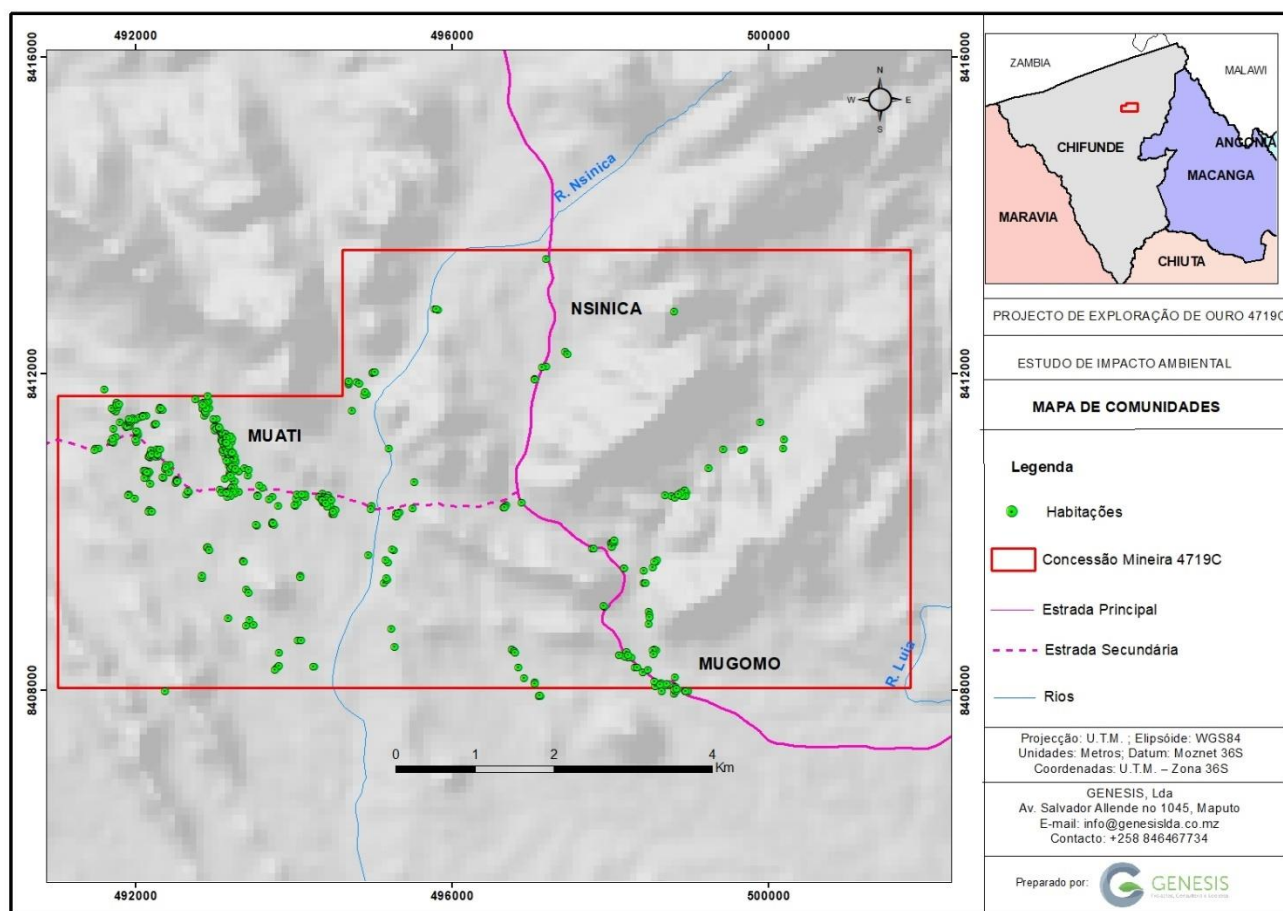 492000
496000
500000
8416000
8416000
N
W
E
S
R. Nsinica
NSINICA
8412000
8412000
MUATI
MUGOMO
R. Luia
8408000
8408000
0
1
2
4
Km
492000
496000
500000
ZAMBIA
MALAWI
CHIFUNDE
ANGONIA
MACANGA
MARAVIA
CHIUTA
PROJECTO DE EXPLORAÇÃO DE OURO 4719C
ESTUDO DE IMPACTO AMBIENTAL
MAPA DE COMUNIDADES
Legenda
Habitações
Concessão Mineira 4719C
Estrada Principal
Estrada Secundária
Rios
Projecção: U.T.M. ; Elipsóide: WGS84
Unidades: Metros; Datum: Moznet 36S
Coordenadas: U.T.M. – Zona 36S
GENESIS, Lda
Av. Salvador Allende no 1045, Maputo
E-mail: info@genesislda.co.mz
Contacto: +258 846467734
Preparado por:
GENESIS